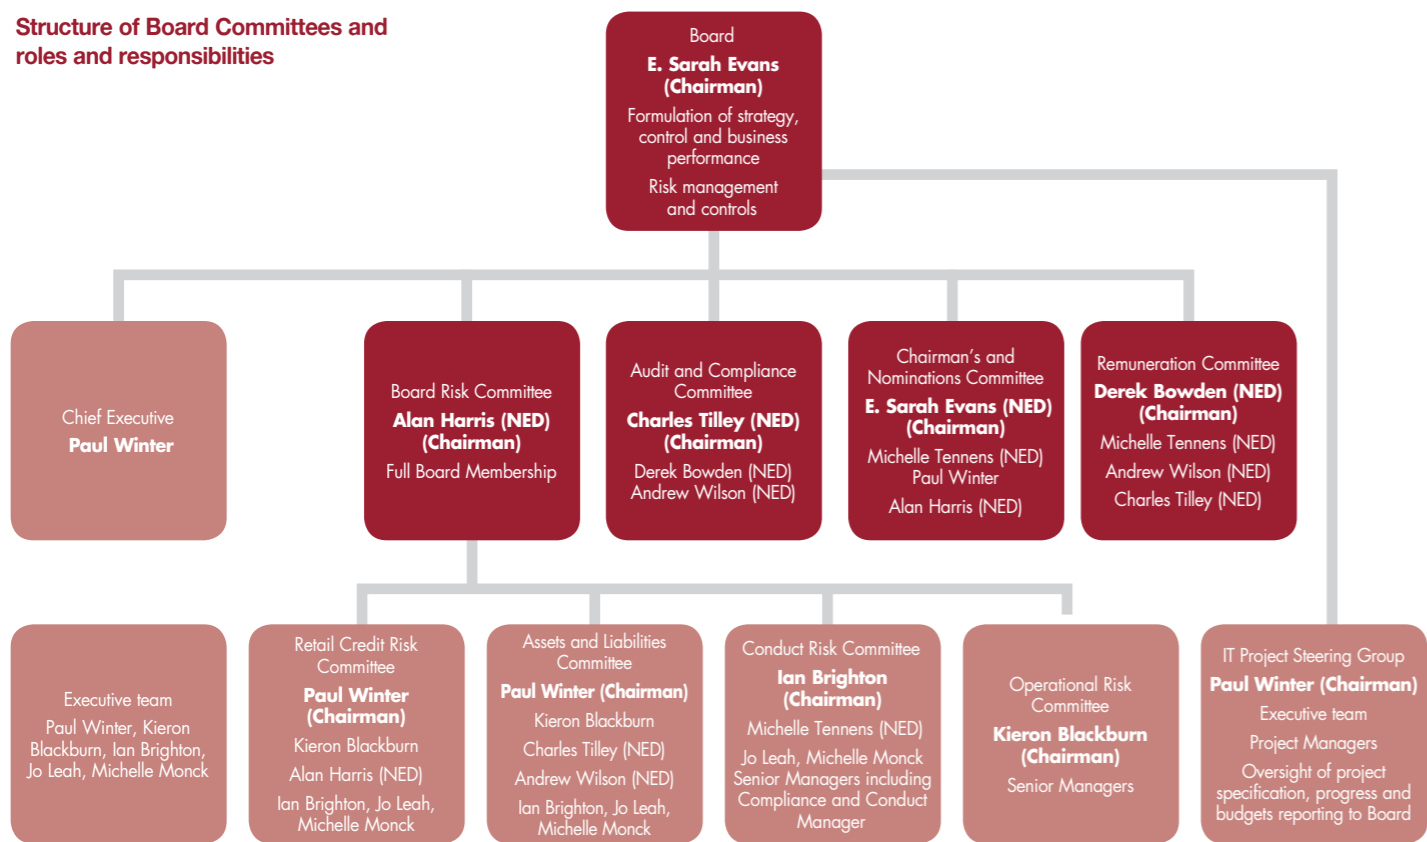 Structure of Board Committees and
roles and responsibilities
Board
E. Sarah Evans
(Chairman)
Formulation of strategy,
control and business
performance
Risk management
and controls
Chief Executive
Paul Winter
Board Risk Committee
Alan Harris (NED)
(Chairman)
Full Board Membership
Audit and Compliance
Committee
Charles Tilley (NED)
(Chairman)
Derek Bowden (NED)
Andrew Wilson (NED)
Chairman's and
Nominations Committee
E. Sarah Evans (NED)
(Chairman)
Michelle Tennens (NED)
Paul Winter
Alan Harris (NED)
Remuneration Committee
Derek Bowden (NED)
(Chairman)
Michelle Tennens (NED)
Andrew Wilson (NED)
Charles Tilley (NED)
Executive team
Paul Winter, Kieron
Blackburn, Ian Brighton,
Jo Leah, Michelle Monck
Retail Credit Risk
Committee
Paul Winter
(Chairman)
Kieron Blackburn
Alan Harris (NED)
Ian Brighton, Jo Leah,
Michelle Monck
Assets and Liabilities
Committee
Paul Winter (Chairman)
Kieron Blackburn
Charles Tilley (NED)
Andrew Wilson (NED)
Ian Brighton, Jo Leah,
Michelle Monck
Conduct Risk Committee
Ian Brighton
(Chairman)
Michelle Tennens (NED)
Jo Leah, Michelle Monck
Senior Managers including
Compliance and Conduct
Manager
Operational Risk
Committee
Kieron Blackburn
(Chairman)
Senior Managers
IT Project Steering Group
Paul Winter (Chairman)
Executive team
Project Managers
Oversight of project
specification, progress and
budgets reporting to Board